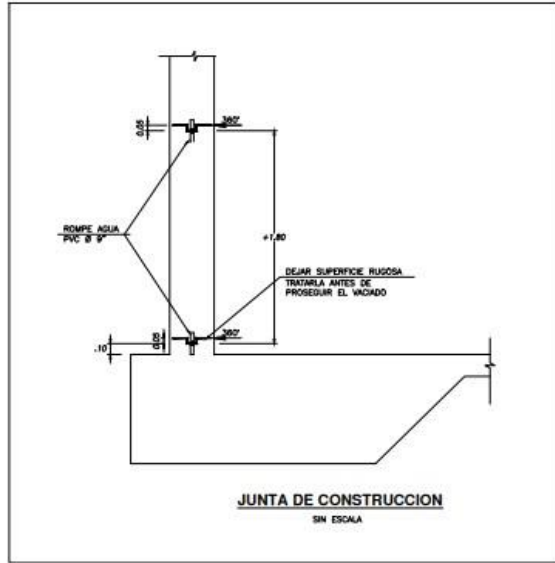 360°
0.05
ROMPE AGUA
PVC Ø 9"
+1.80
DEJAR SUPERFICIE RUGOSA
TRATARLA ANTES DE
PROSEGUIR EL VACIADO
360°
0.05
.10
JUNTA DE CONSTRUCCION
SIN ESCALA